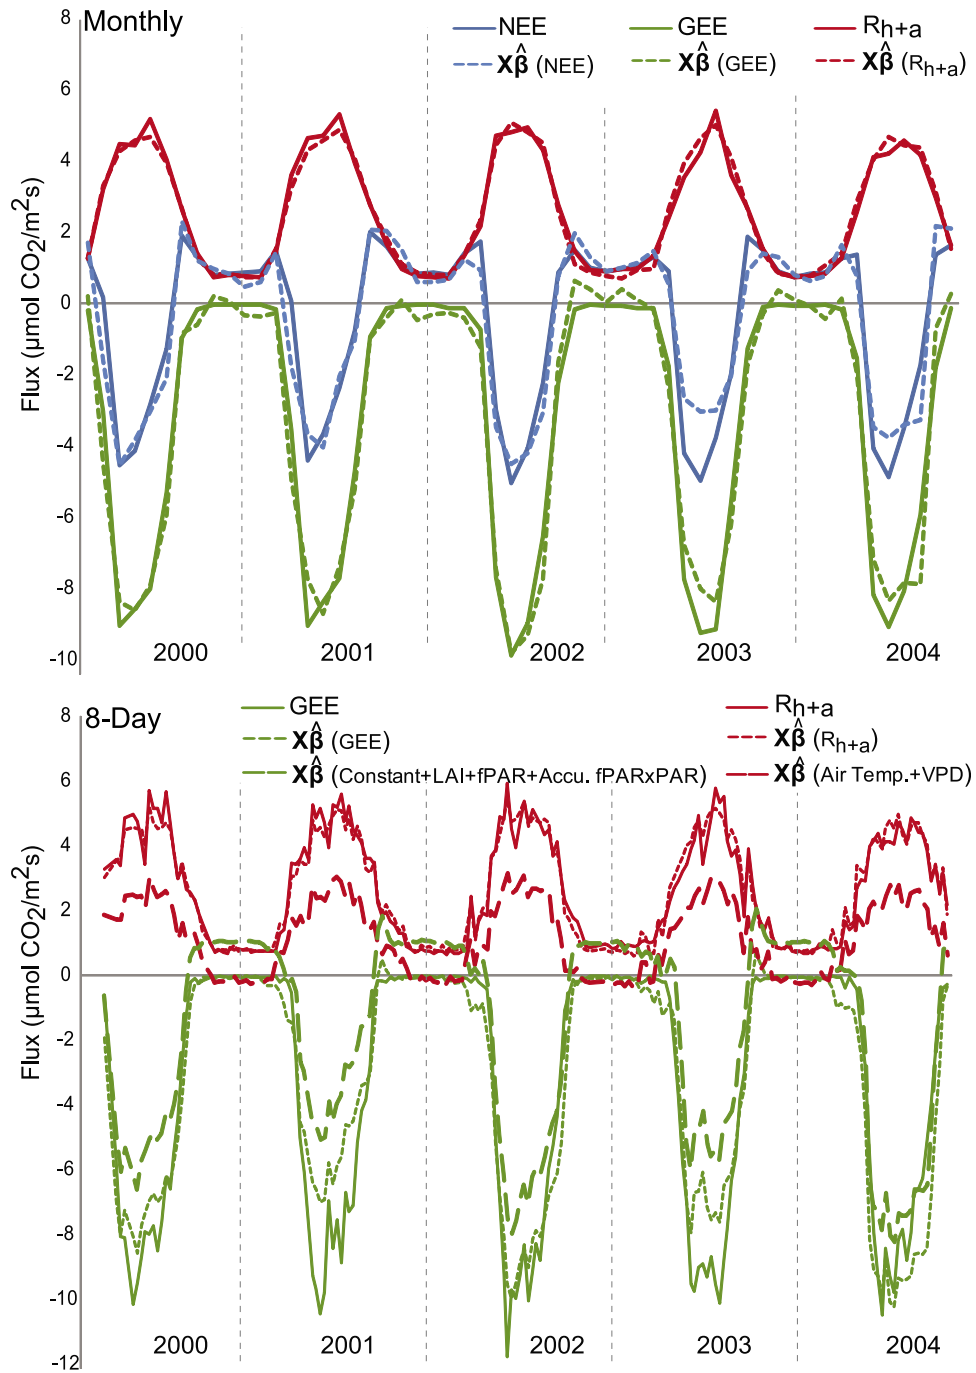 Monthly
NEE GEE Rh+a
Xβ̂ (NEE) Xβ̂ (GEE) Xβ̂ (Rh+a)
8
6
4
2
0
-2
-4
-6
-8
-10
Flux (µmol CO2/m2s)
2000 2001 2002 2003 2004
8-Day
GEE Rh+a
Xβ̂ (GEE) Xβ̂ (Rh+a)
Xβ̂ (Constant+LAI+fPAR+Accu. fPARxPAR) Xβ̂ (Air Temp.+VPD)
8
6
4
2
0
-2
-4
-6
-8
-10
-12
Flux (µmol CO2/m2s)
2000 2001 2002 2003 2004